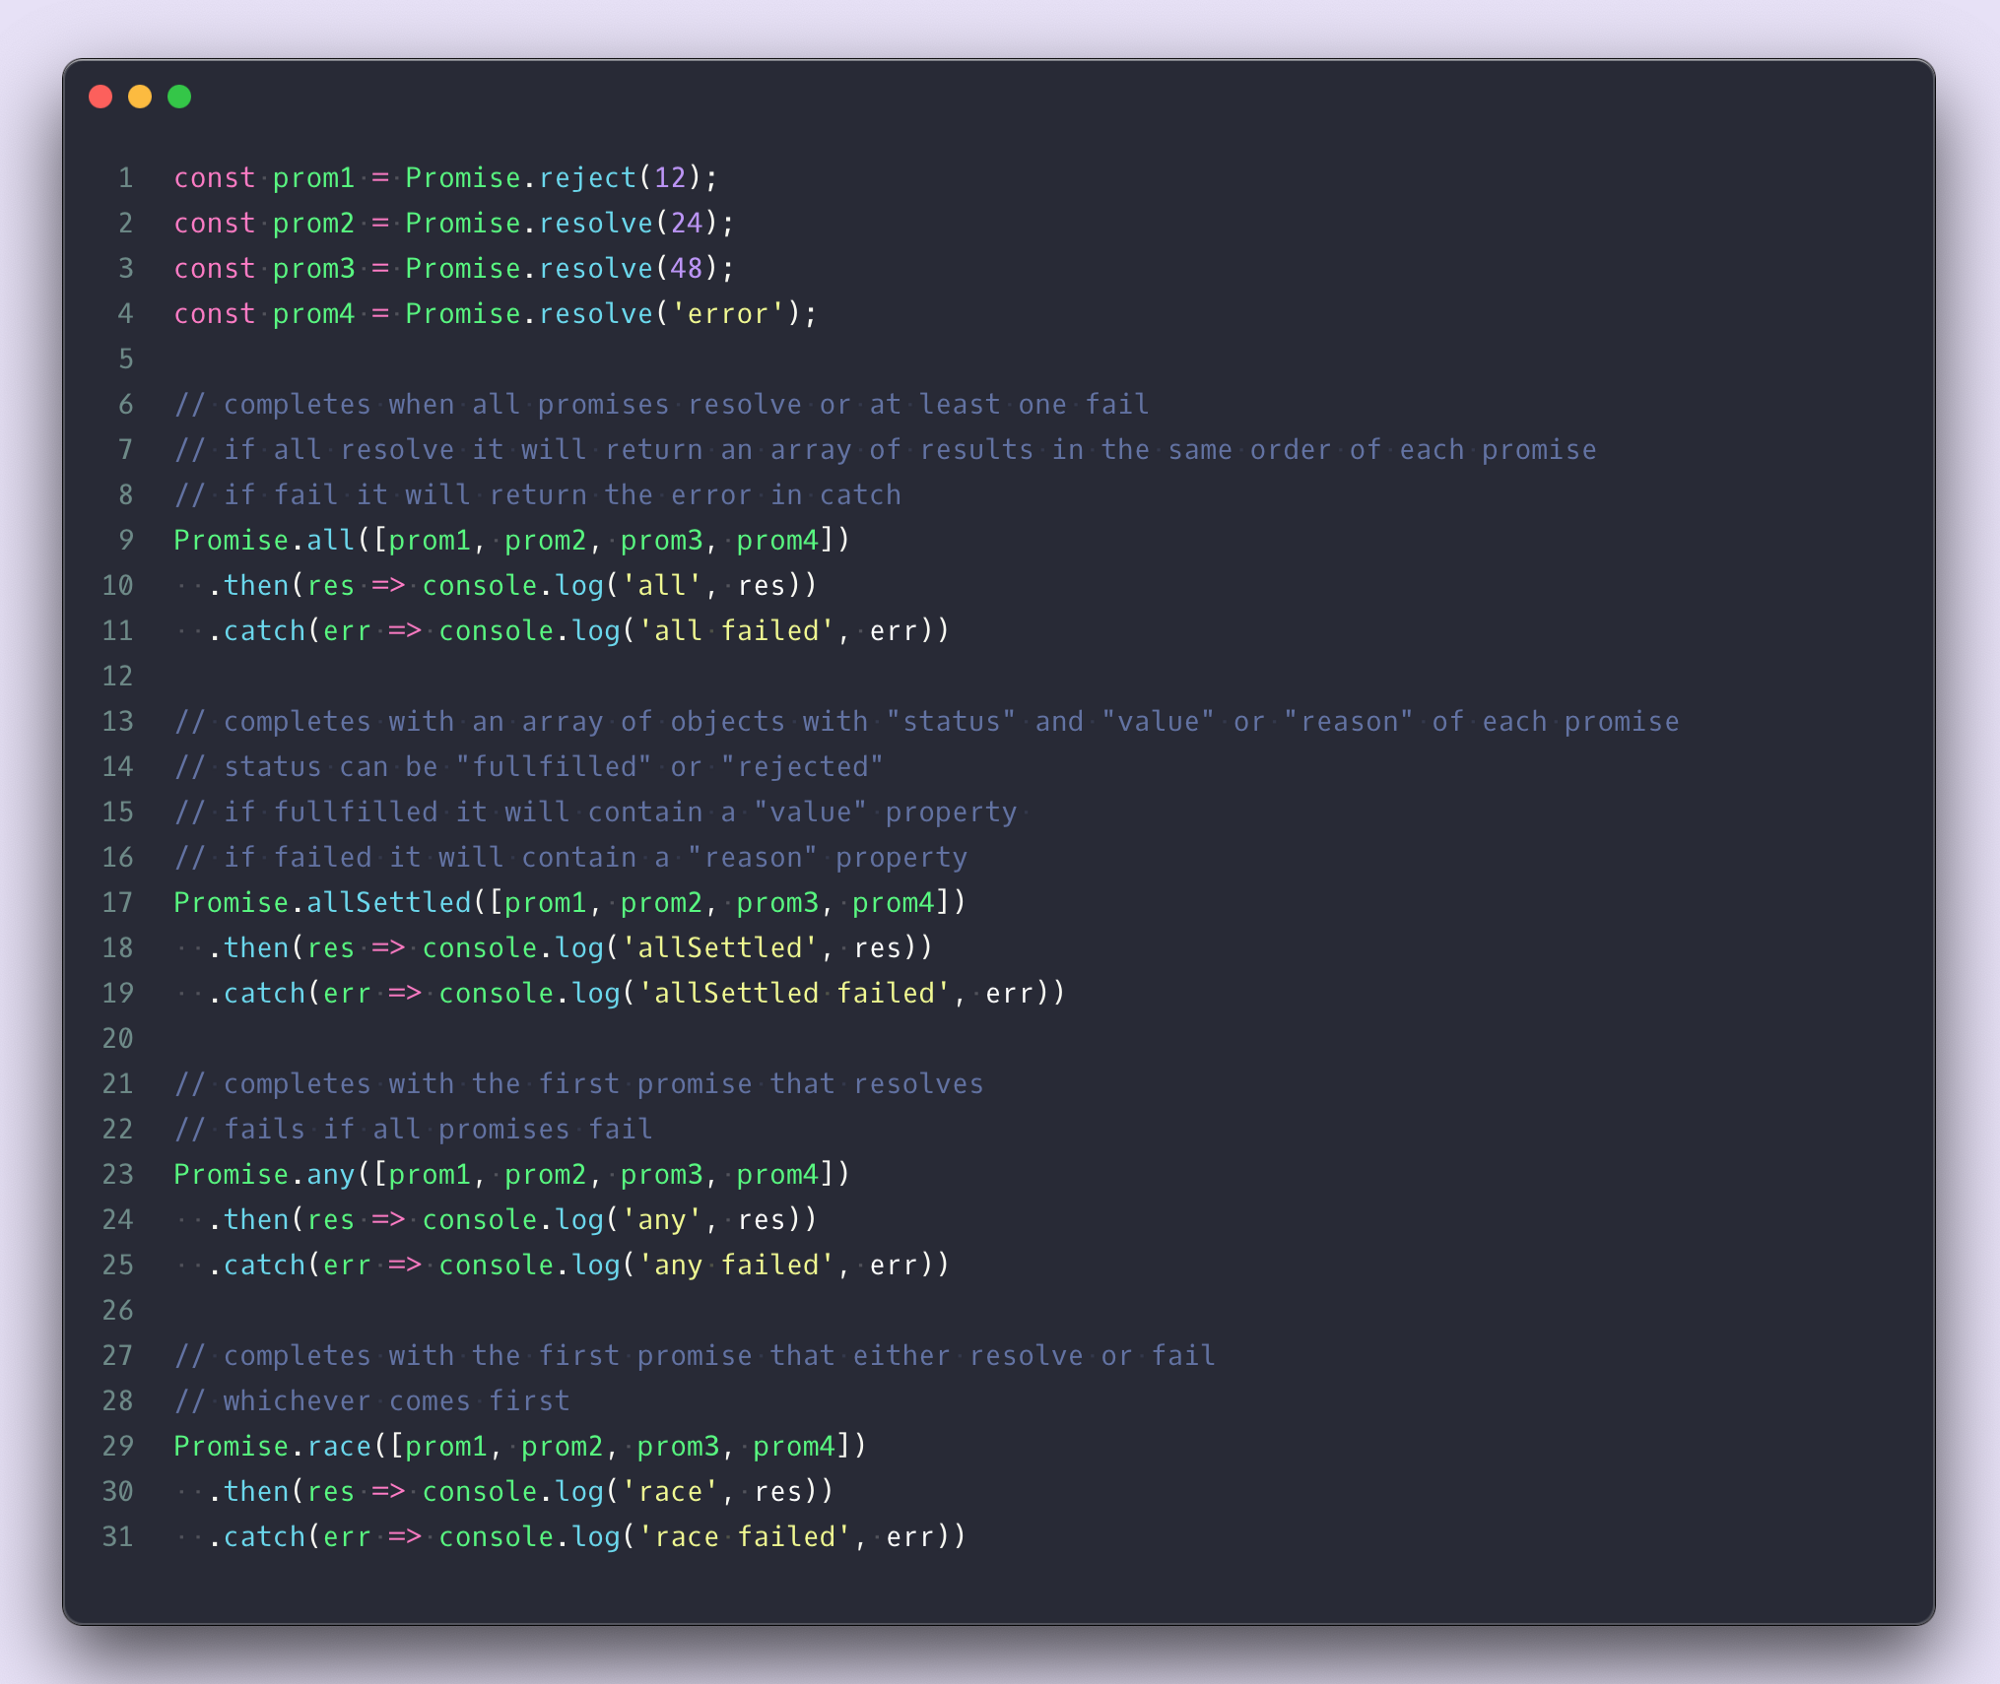 1 const prom1 = Promise.reject(12);
2 const prom2 = Promise.resolve(24);
3 const prom3 = Promise.resolve(48);
4 const prom4 = Promise.resolve('error');
5
6 // completes when all promises resolve or at least one fail
7 // if all resolve it will return an array of results in the same order of each promise
8 // if fail it will return the error in catch
9 Promise.all([prom1, prom2, prom3, prom4])
10   .then(res => console.log('all', res))
11   .catch(err => console.log('all failed', err))
12
13 // completes with an array of objects with "status" and "value" or "reason" of each promise
14 // status can be "fullfilled" or "rejected"
15 // if fullfilled it will contain a "value" property
16 // if failed it will contain a "reason" property
17 Promise.allSettled([prom1, prom2, prom3, prom4])
18   .then(res => console.log('allSettled', res))
19   .catch(err => console.log('allSettled failed', err))
20
21 // completes with the first promise that resolves
22 // fails if all promises fail
23 Promise.any([prom1, prom2, prom3, prom4])
24   .then(res => console.log('any', res))
25   .catch(err => console.log('any failed', err))
26
27 // completes with the first promise that either resolve or fail
28 // whichever comes first
29 Promise.race([prom1, prom2, prom3, prom4])
30   .then(res => console.log('race', res))
31   .catch(err => console.log('race failed', err))